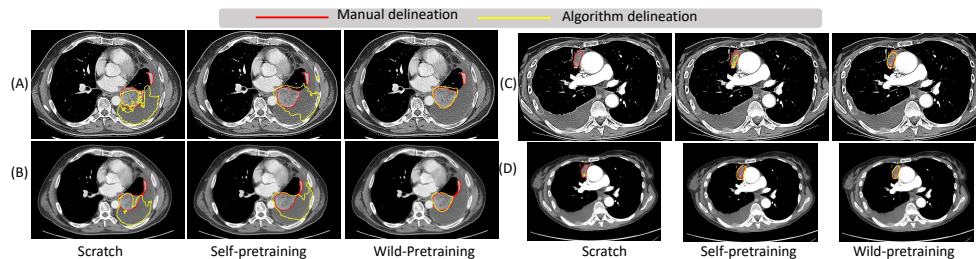 Manual delineation Algorithm delineation
(A)
(C)
(B)
(D)
Scratch Self-pretraining Wild-Pretraining Scratch Self-pretraining Wild-pretraining